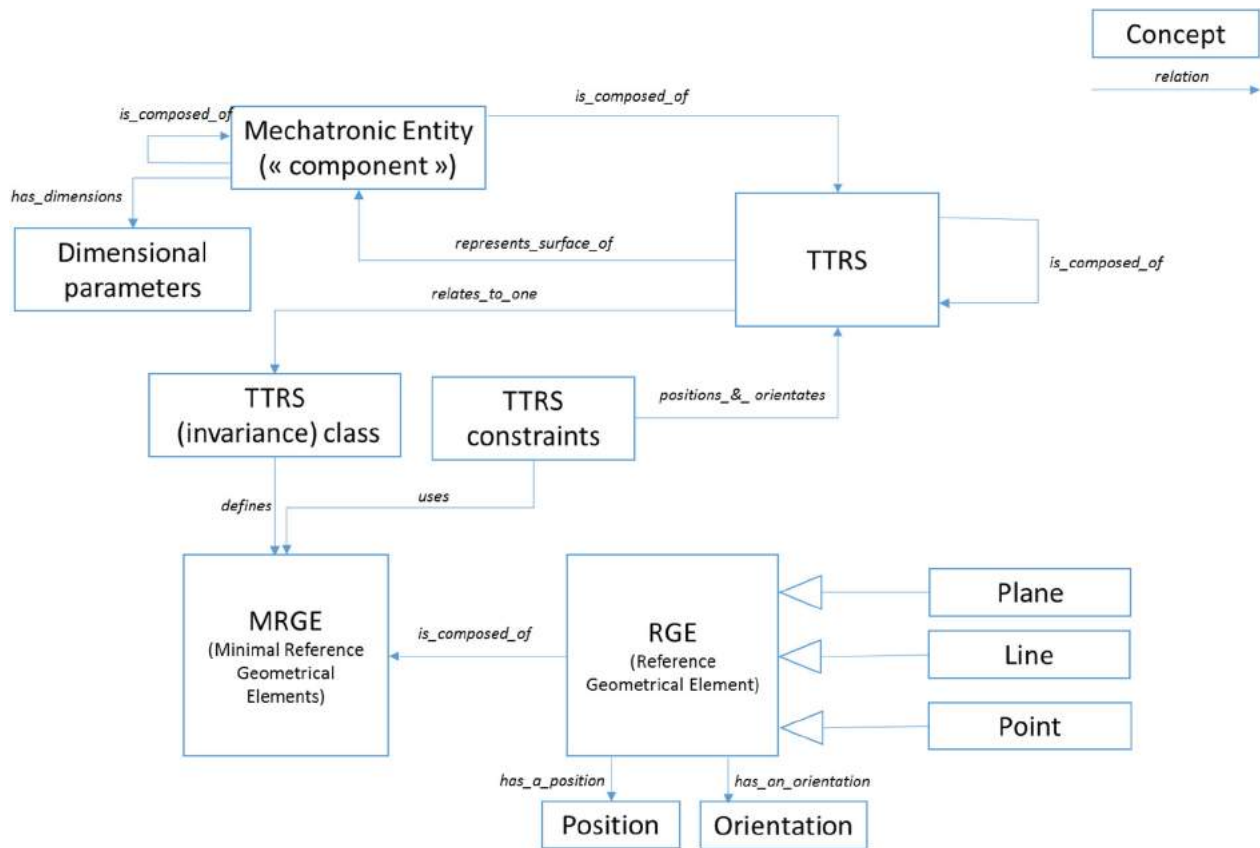 Concept
relation
is_composed_of
is_composed_of
Mechatronic Entity
(« component »)
has_dimensions
Dimensional
parameters
represents_surface_of
TTRS
is_composed_of
relates_to_one
TTRS
(invariance) class
TTRS
constraints
positions_&_ orientates
defines
uses
MRGE
(Minimal Reference
Geometrical
Elements)
is_composed_of
RGE
(Reference
Geometrical Element)
Plane
Line
Point
has_a_position
has_an_orientation
Position
Orientation